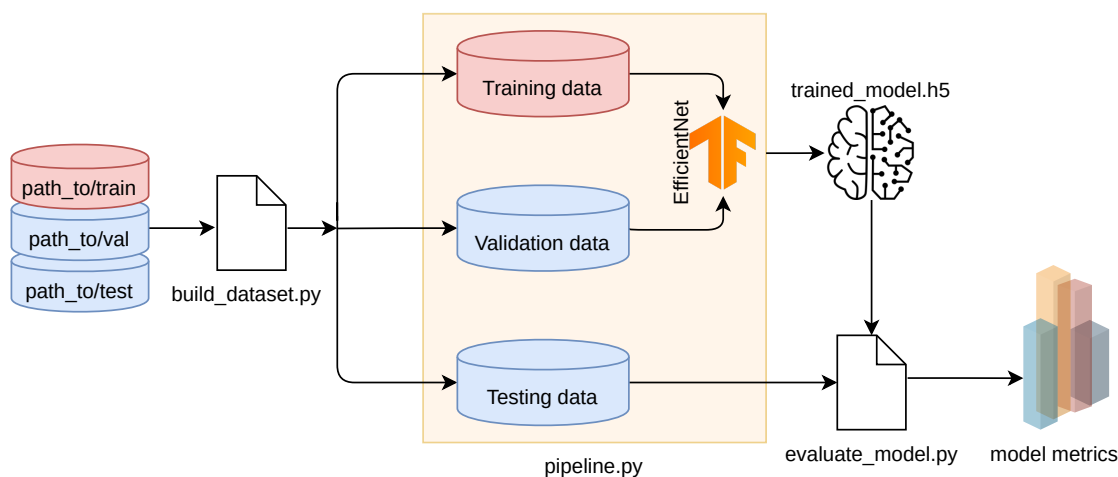 path_to/train
path_to/val
path_to/test
build_dataset.py
Training data
Validation data
Testing data
EfficientNet
pipeline.py
trained_model.h5
evaluate_model.py
model metrics